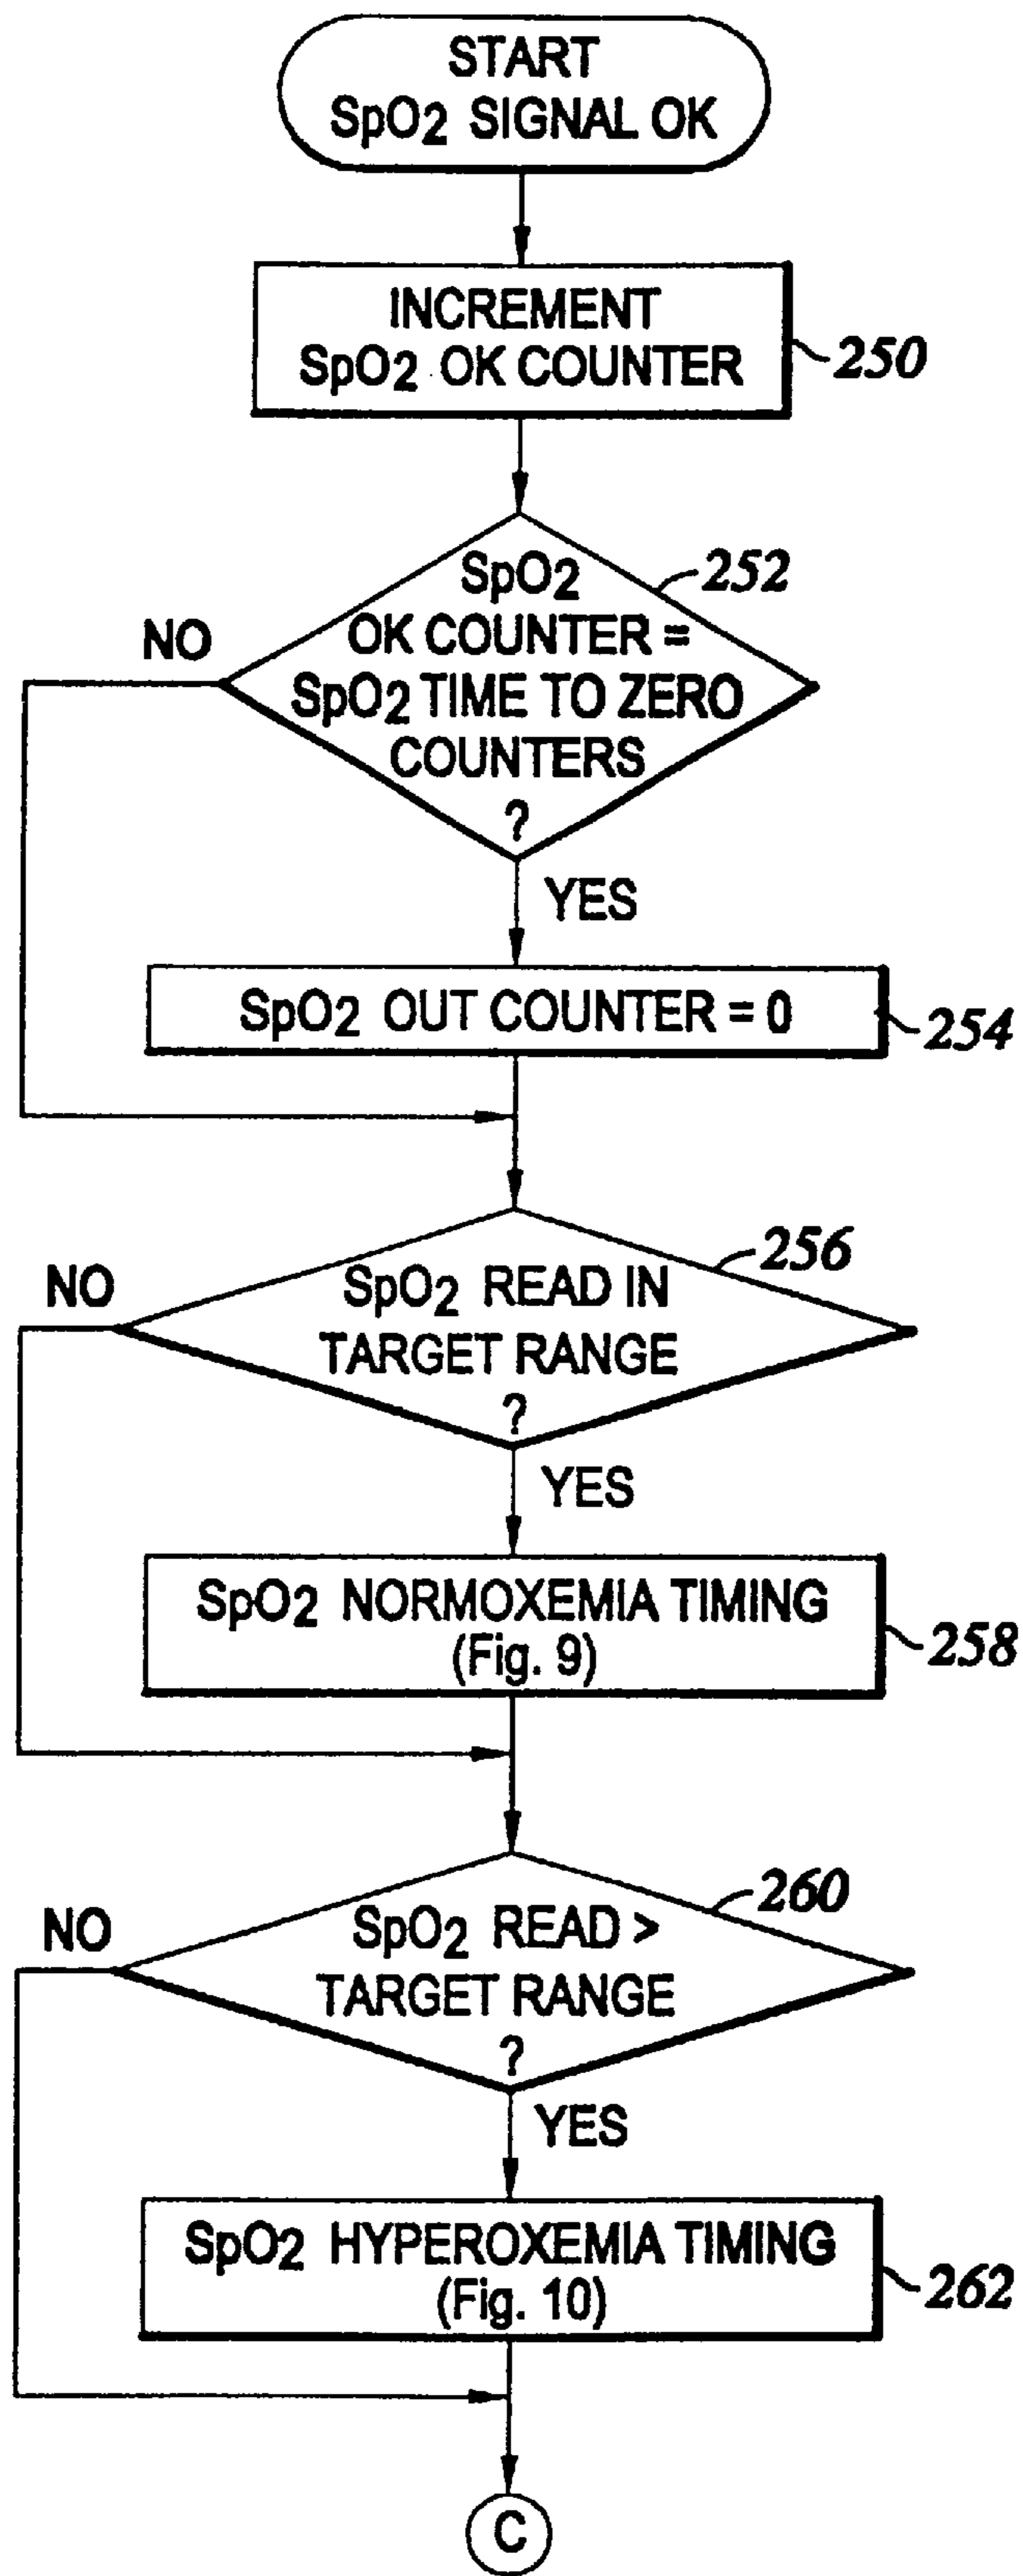 START
SpO2 SIGNAL OK
INCREMENT
SpO2 OK COUNTER
250
252
SpO2
OK COUNTER =
SpO2 TIME TO ZERO
COUNTERS
?
NO
YES
SpO2 OUT COUNTER = 0
254
256
SpO2 READ IN
TARGET RANGE
?
NO
YES
SpO2 NORMOXEMIA TIMING
(Fig. 9)
258
260
SpO2 READ >
TARGET RANGE
?
NO
YES
SpO2 HYPEROXEMIA TIMING
(Fig. 10)
262
C